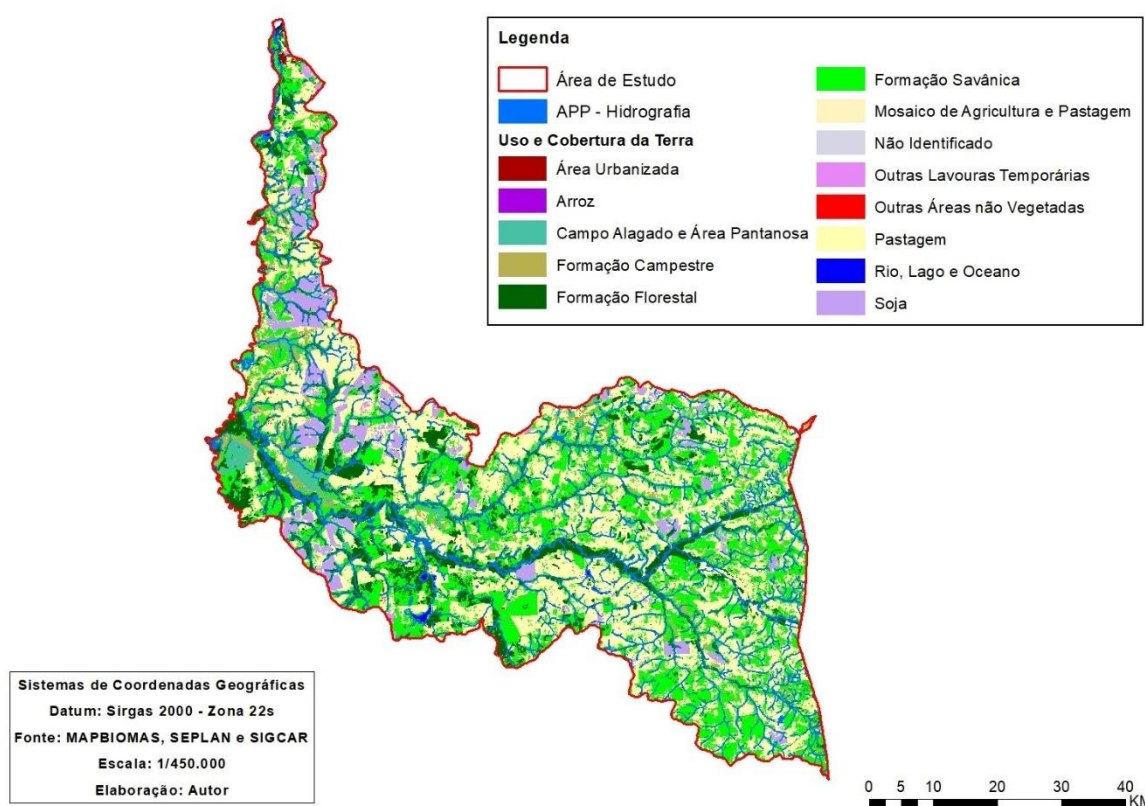 Legenda
Área de Estudo
APP - Hidrografia
Uso e Cobertura da Terra
Área Urbanizada
Arroz
Campo Alagado e Área Pantanosa
Formação Campestre
Formação Florestal
Formação Savânica
Mosaico de Agricultura e Pastagem
Não Identificado
Outras Lavouras Temporárias
Outras Áreas não Vegetadas
Pastagem
Rio, Lago e Oceano
Soja
Sistemas de Coordenadas Geográficas
Datum: Sirgas 2000 - Zona 22s
Fonte: MAPBIOMAS, SEPLAN e SIGCAR
Escala: 1/450.000
Elaboração: Autor
0 5 10 20 30 40
KM